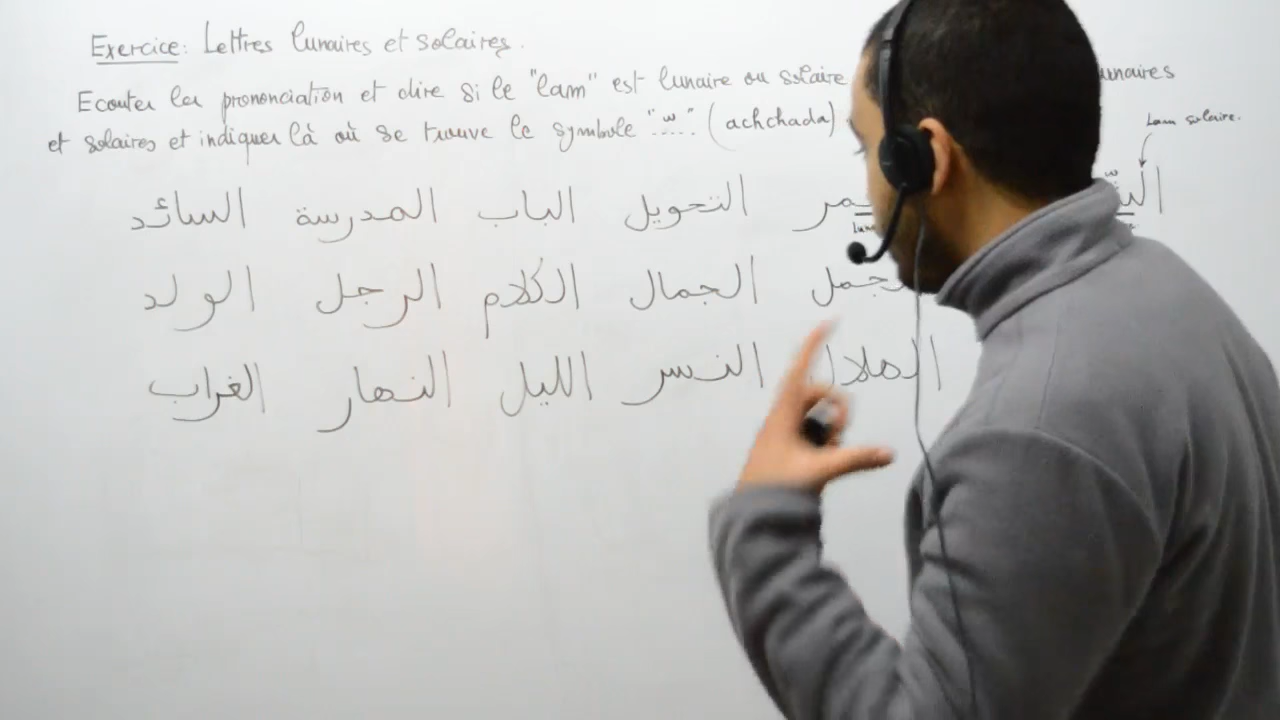 Exercice: Lettres lunaires et solaires.
Ecouter la prononciation et dire si le "lam" est lunaire ou solaire lunaires
et solaires et indiquer là où se trouve le symbole "ـّ" (achchada)
Lam solaire.
التحويل الباب المدرسة السائد
الجمال الكلام الرجل الولد
الهلال النسر الليل النهار الغراب